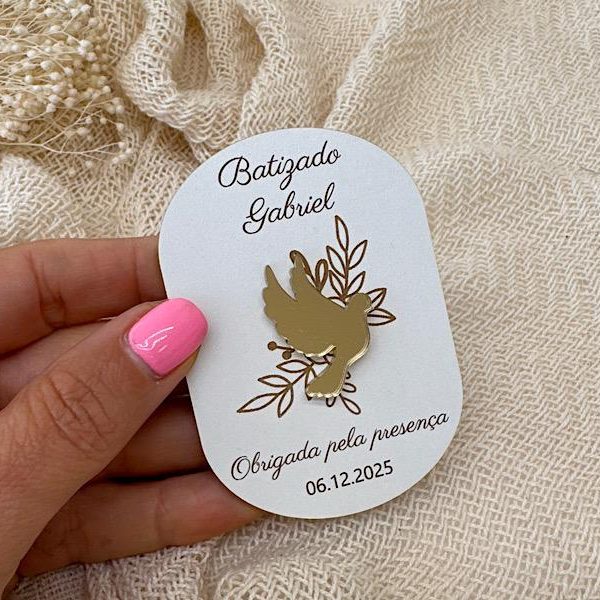 Batizado
Gabriel
Obrigada pela presença
06.12.2025